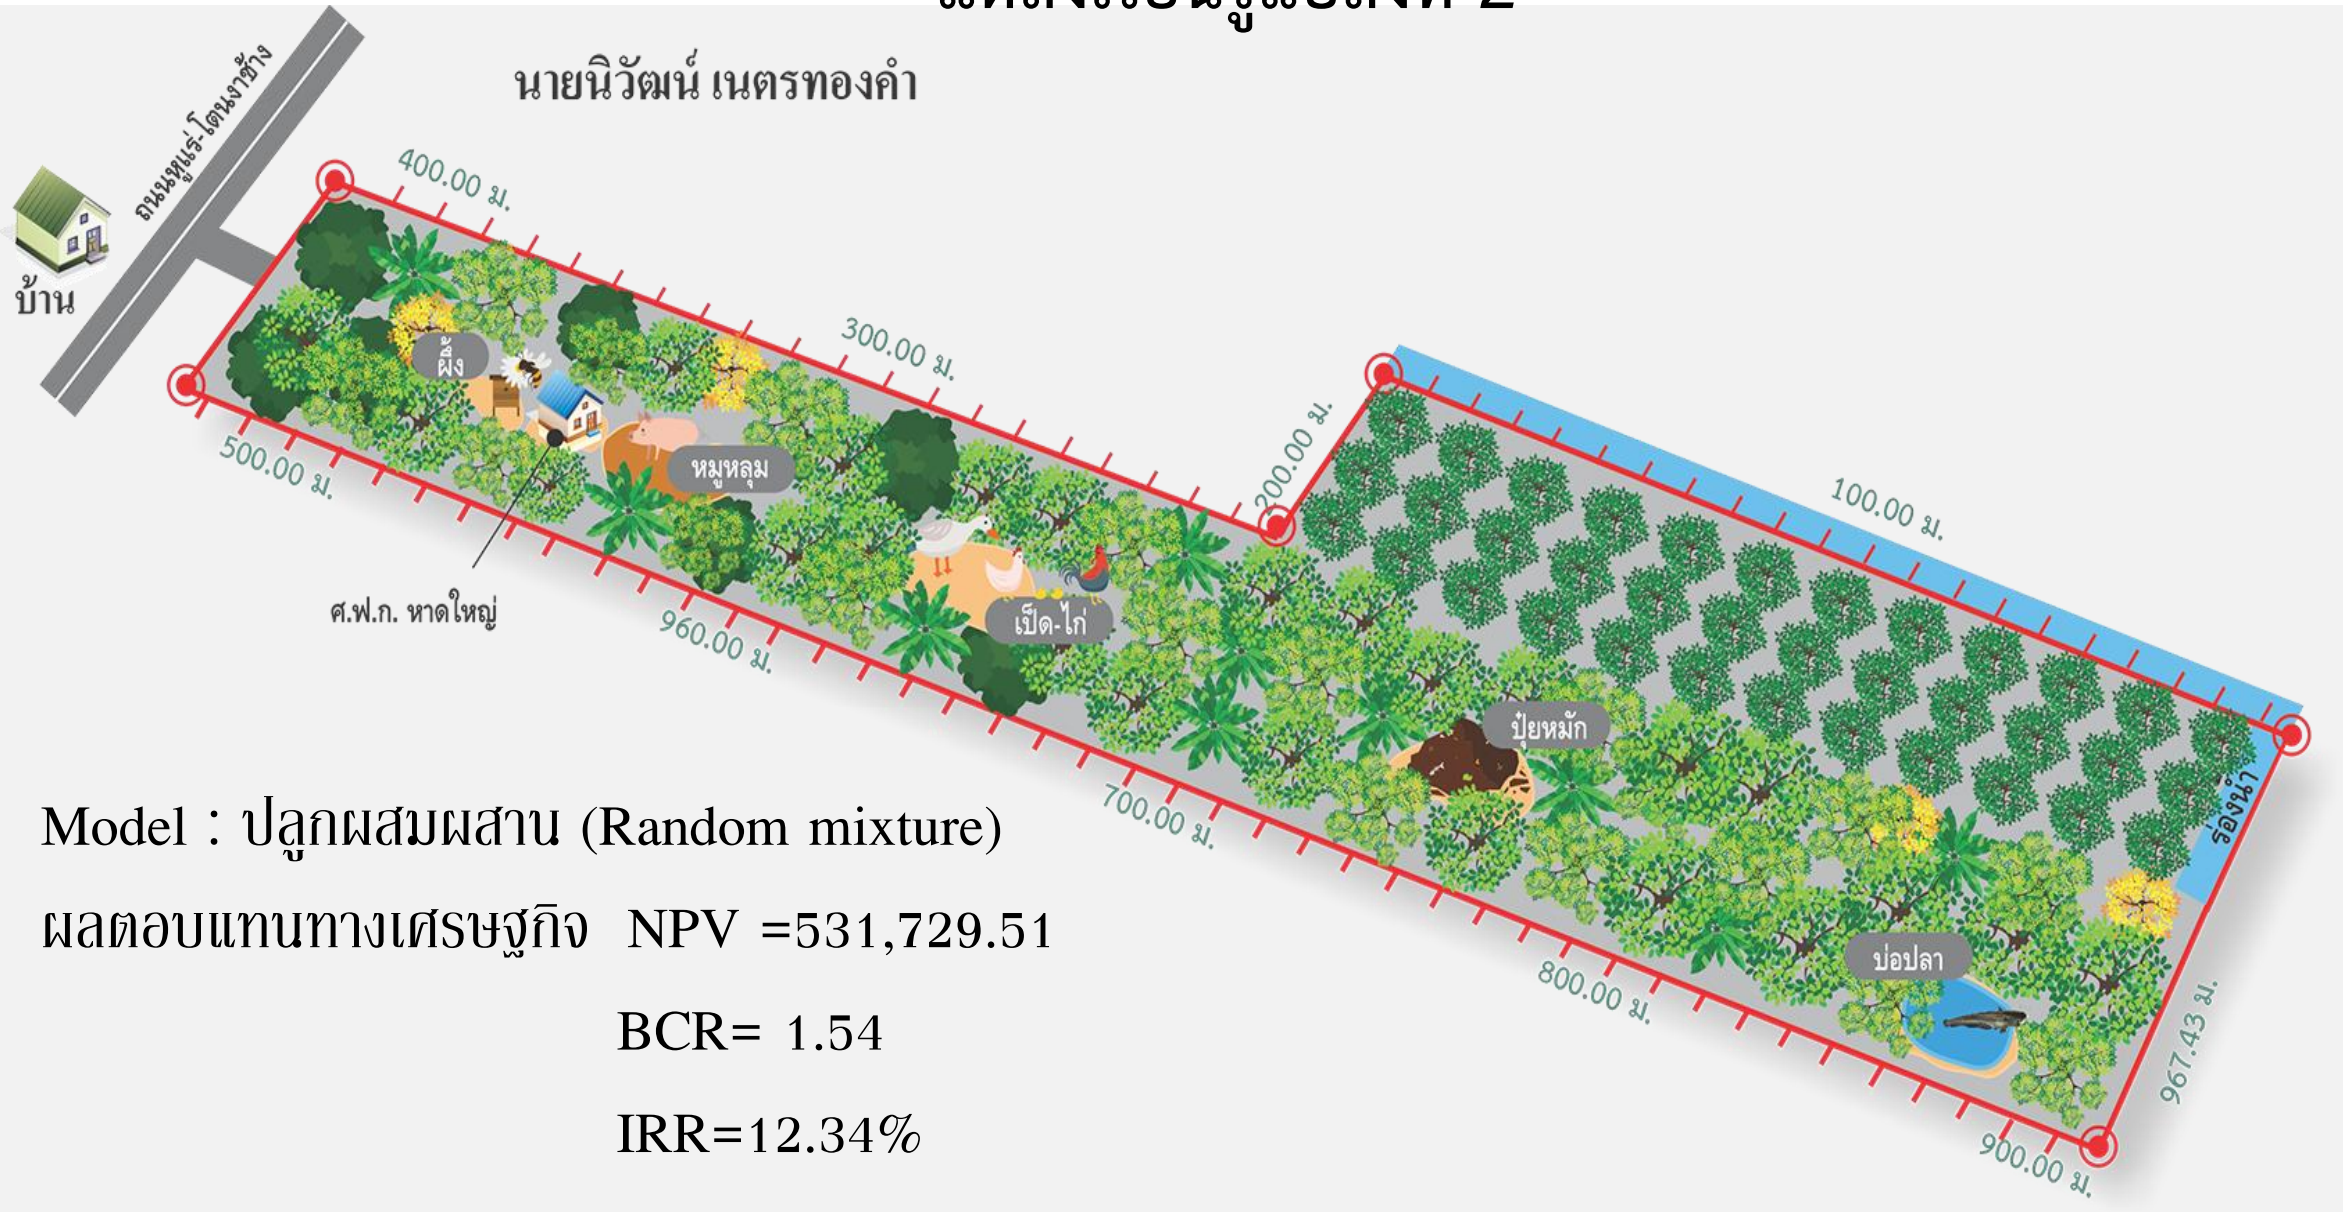 นายนิวัฒน์ เนตรทองคำ
ถนนหูแร่-โตนงาช้าง
บ้าน
400.00 ม.
300.00 ม.
200.00 ม.
100.00 ม.
ผึ้ง
500.00 ม.
หมูหลุม
ศ.ฟ.ก. หาดใหญ่
เป็ด-ไก่
960.00 ม.
ปุ๋ยหมัก
700.00 ม.
ร่องน้ำ
บ่อปลา
800.00 ม.
967.43 ม.
900.00 ม.
Model : ปลูกผสมผสาน (Random mixture)
ผลตอบแทนทางเศรษฐกิจ NPV =531,729.51
BCR= 1.54
IRR=12.34%